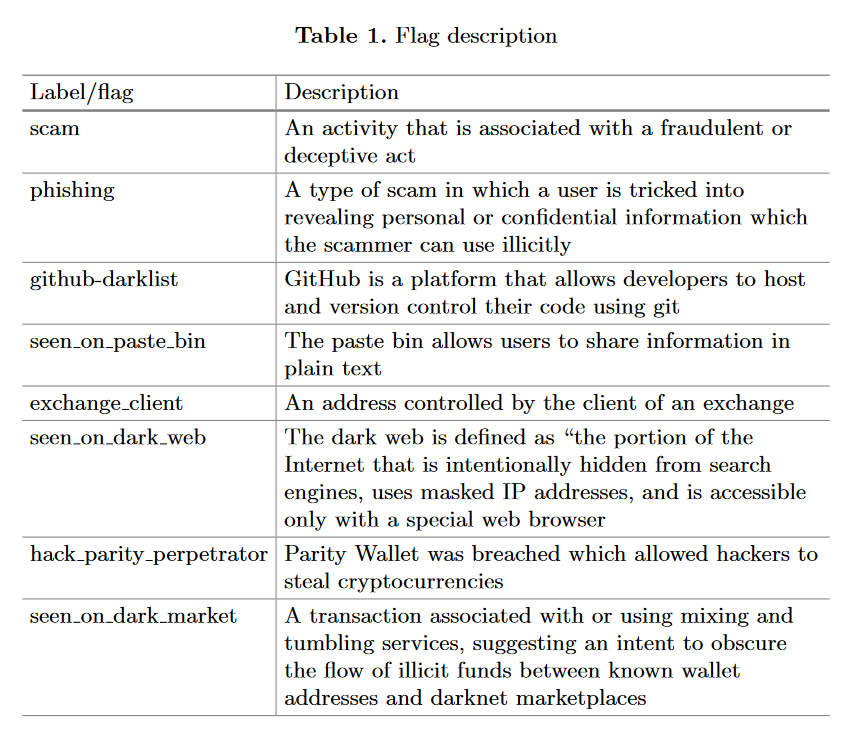 Table 1. Flag description
Label/flag Description
scam An activity that is associated with a fraudulent or
deceptive act
phishing A type of scam in which a user is tricked into
revealing personal or confidential information which
the scammer can use illicitly
github-darklist GitHub is a platform that allows developers to host
and version control their code using git
seen_on_paste_bin The paste bin allows users to share information in
plain text
exchange_client An address controlled by the client of an exchange
seen_on_dark_web The dark web is defined as “the portion of the
Internet that is intentionally hidden from search
engines, uses masked IP addresses, and is accessible
only with a special web browser
hack_parity_perpetrator Parity Wallet was breached which allowed hackers to
steal cryptocurrencies
seen_on_dark_market A transaction associated with or using mixing and
tumbling services, suggesting an intent to obscure
the flow of illicit funds between known wallet
addresses and darknet marketplaces